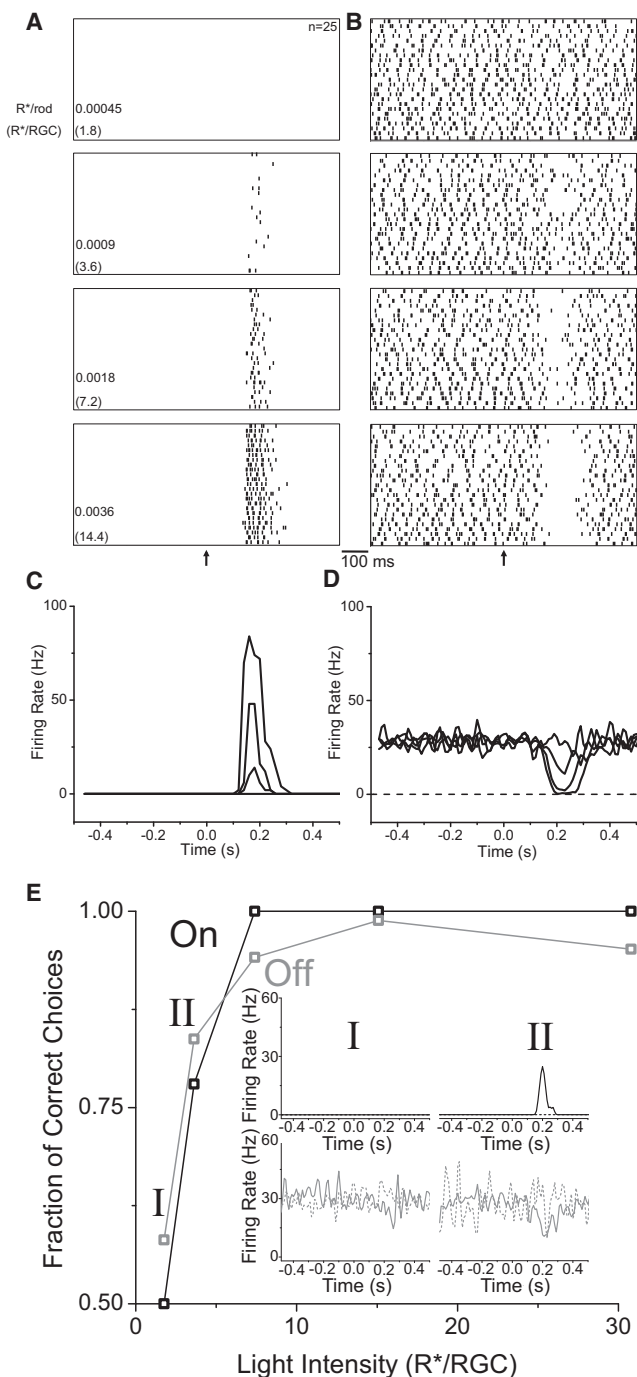 A
B
n=25
R*/rod
(R*/RGC)
0.00045
(1.8)
0.0009
(3.6)
0.0018
(7.2)
0.0036
(14.4)
100 ms
C
D
100
50
0
Firing Rate (Hz)
-0.4 -0.2 0.0 0.2 0.4
Time (s)
100
50
0
Firing Rate (Hz)
-0.4 -0.2 0.0 0.2 0.4
Time (s)
E
1.00
0.75
0.50
Fraction of Correct Choices
On
Off
I
II
60
30
0
Firing Rate (Hz)
I
II
-0.4 -0.2 0.0 0.2 0.4
Time (s)
-0.4 -0.2 0.0 0.2 0.4
Time (s)
60
30
0
Firing Rate (Hz)
-0.4 -0.2 0.0 0.2 0.4
Time (s)
-0.4 -0.2 0.0 0.2 0.4
Time (s)
0 10 20 30
Light Intensity (R*/RGC)